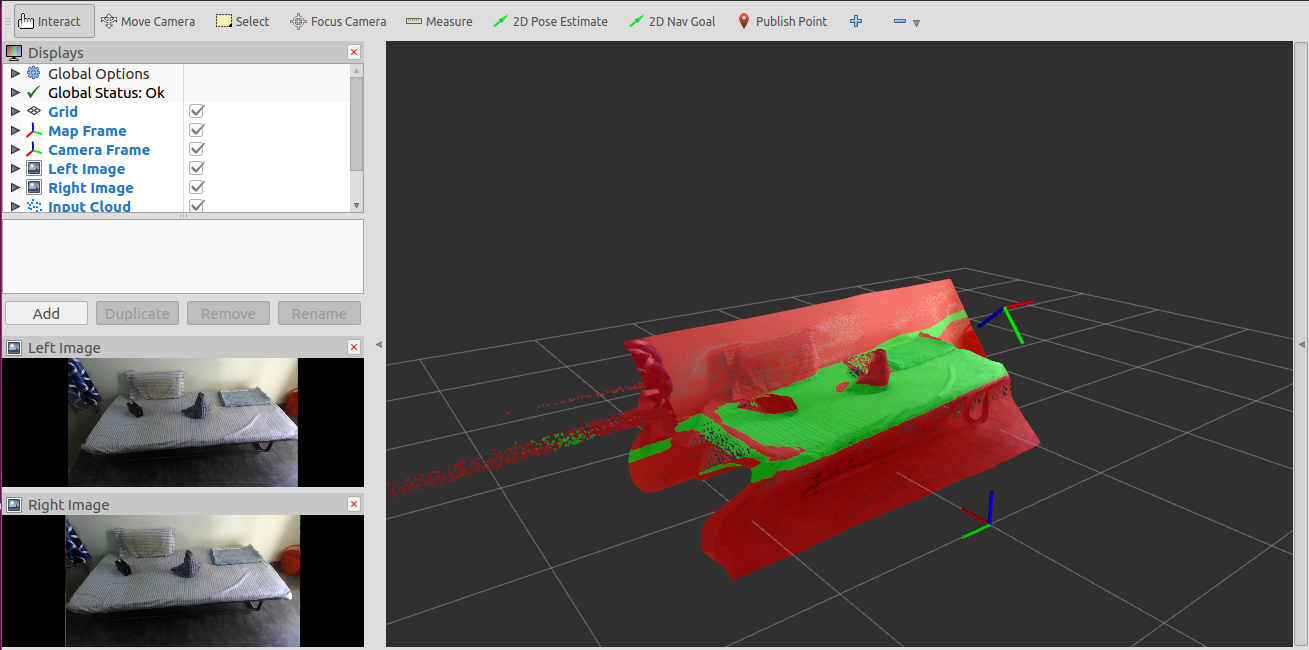 Interact Move Camera Select Focus Camera Measure 2D Pose Estimate 2D Nav Goal Publish Point
Displays
Global Options
Global Status: Ok
Grid
Map Frame
Camera Frame
Left Image
Right Image
Input Cloud
Add Duplicate Remove Rename
Left Image
Right Image